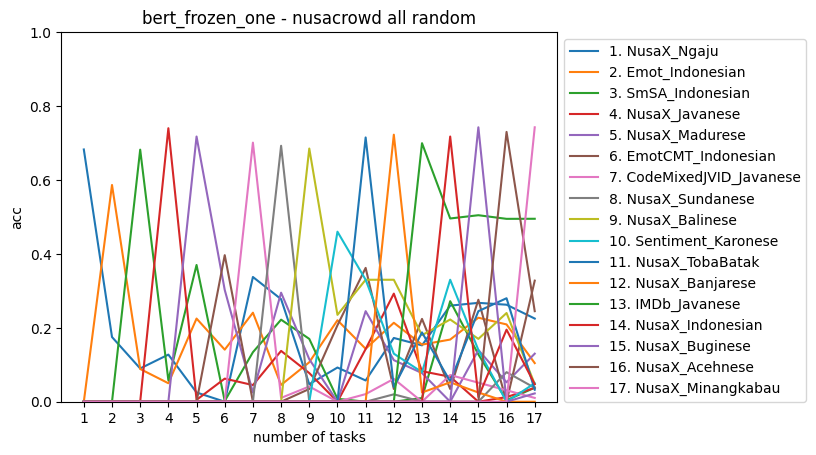 bert_frozen_one - nusacrowd all random
1.0
0.8
0.6
0.4
0.2
0.0
acc
1 2 3 4 5 6 7 8 9 10 11 12 13 14 15 16 17
number of tasks
1. NusaX_Ngaju
2. Emot_Indonesian
3. SmSA_Indonesian
4. NusaX_Javanese
5. NusaX_Madurese
6. EmotCMT_Indonesian
7. CodeMixedJVID_Javanese
8. NusaX_Sundanese
9. NusaX_Balinese
10. Sentiment_Karonese
11. NusaX_TobaBatak
12. NusaX_Banjarese
13. IMDb_Javanese
14. NusaX_Indonesian
15. NusaX_Buginese
16. NusaX_Acehnese
17. NusaX_Minangkabau